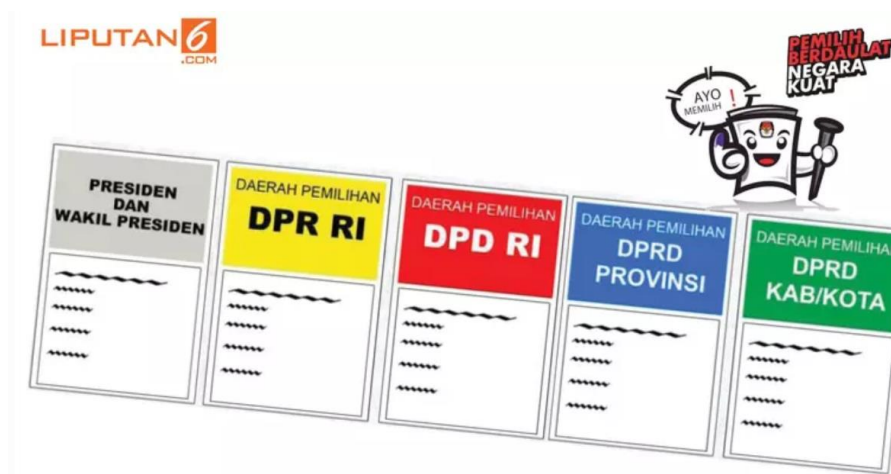 LIPUTAN6
.COM
PEMILIH
BERDAULAT
NEGARA
KUAT
AYO
MEMILIH !
PRESIDEN
DAN
WAKIL PRESIDEN
DAERAH PEMILIHAN
DPR RI
DAERAH PEMILIHAN
DPD RI
DAERAH PEMILIHAN
DPRD
PROVINSI
DAERAH PEMILIHA
DPRD
KAB/KOTA